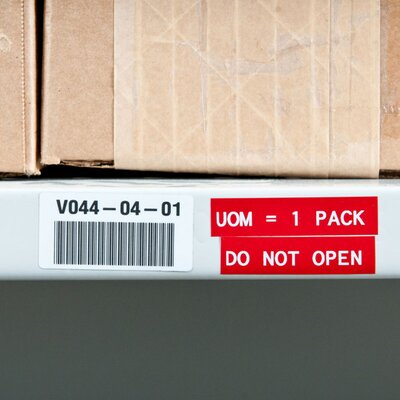 V044-04-01
UOM = 1 PACK
DO NOT OPEN